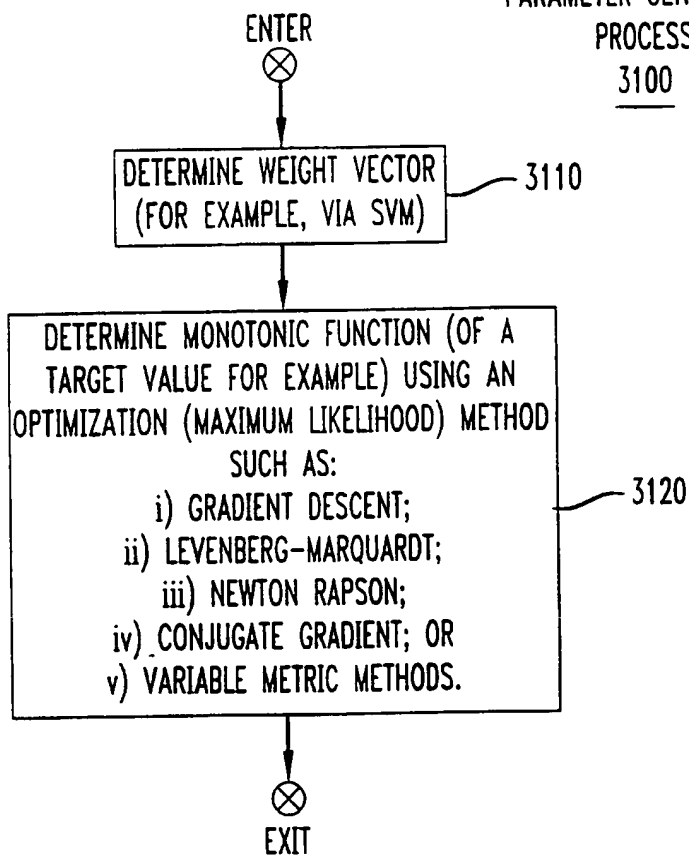 PARAMETER GEN
PROCESS
3100
ENTER
DETERMINE WEIGHT VECTOR
(FOR EXAMPLE, VIA SVM)
3110
DETERMINE MONOTONIC FUNCTION (OF A
TARGET VALUE FOR EXAMPLE) USING AN
OPTIMIZATION (MAXIMUM LIKELIHOOD) METHOD
SUCH AS:
i) GRADIENT DESCENT;
ii) LEVENBERG-MARQUARDT;
iii) NEWTON RAPSON;
iv) CONJUGATE GRADIENT; OR
v) VARIABLE METRIC METHODS.
3120
EXIT